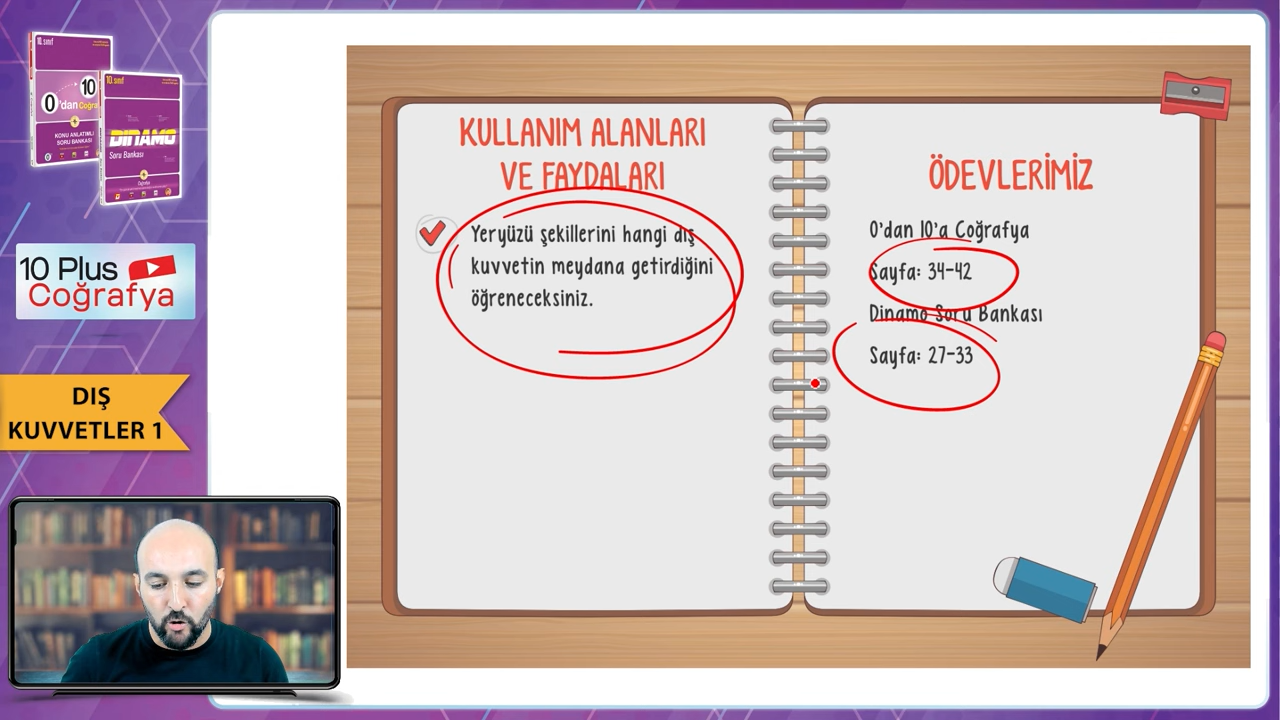 10. sınıf
0'dan 10
KONU ANLATIMLI
SORU BANKASI
10. sınıf
DINAMO
Soru Bankası
Coğrafya
10 Plus
Coğrafya
DIŞ
KUVVETLER 1
KULLANIM ALANLARI
VE FAYDALARI
Yeryüzü şekillerini hangi dış
kuvvetin meydana getirdiğini
öğreneceksiniz.
ÖDEVLERİMİZ
0'dan 10'a Coğrafya
Sayfa: 34-42
Dinamo Soru Bankası
Sayfa: 27-33